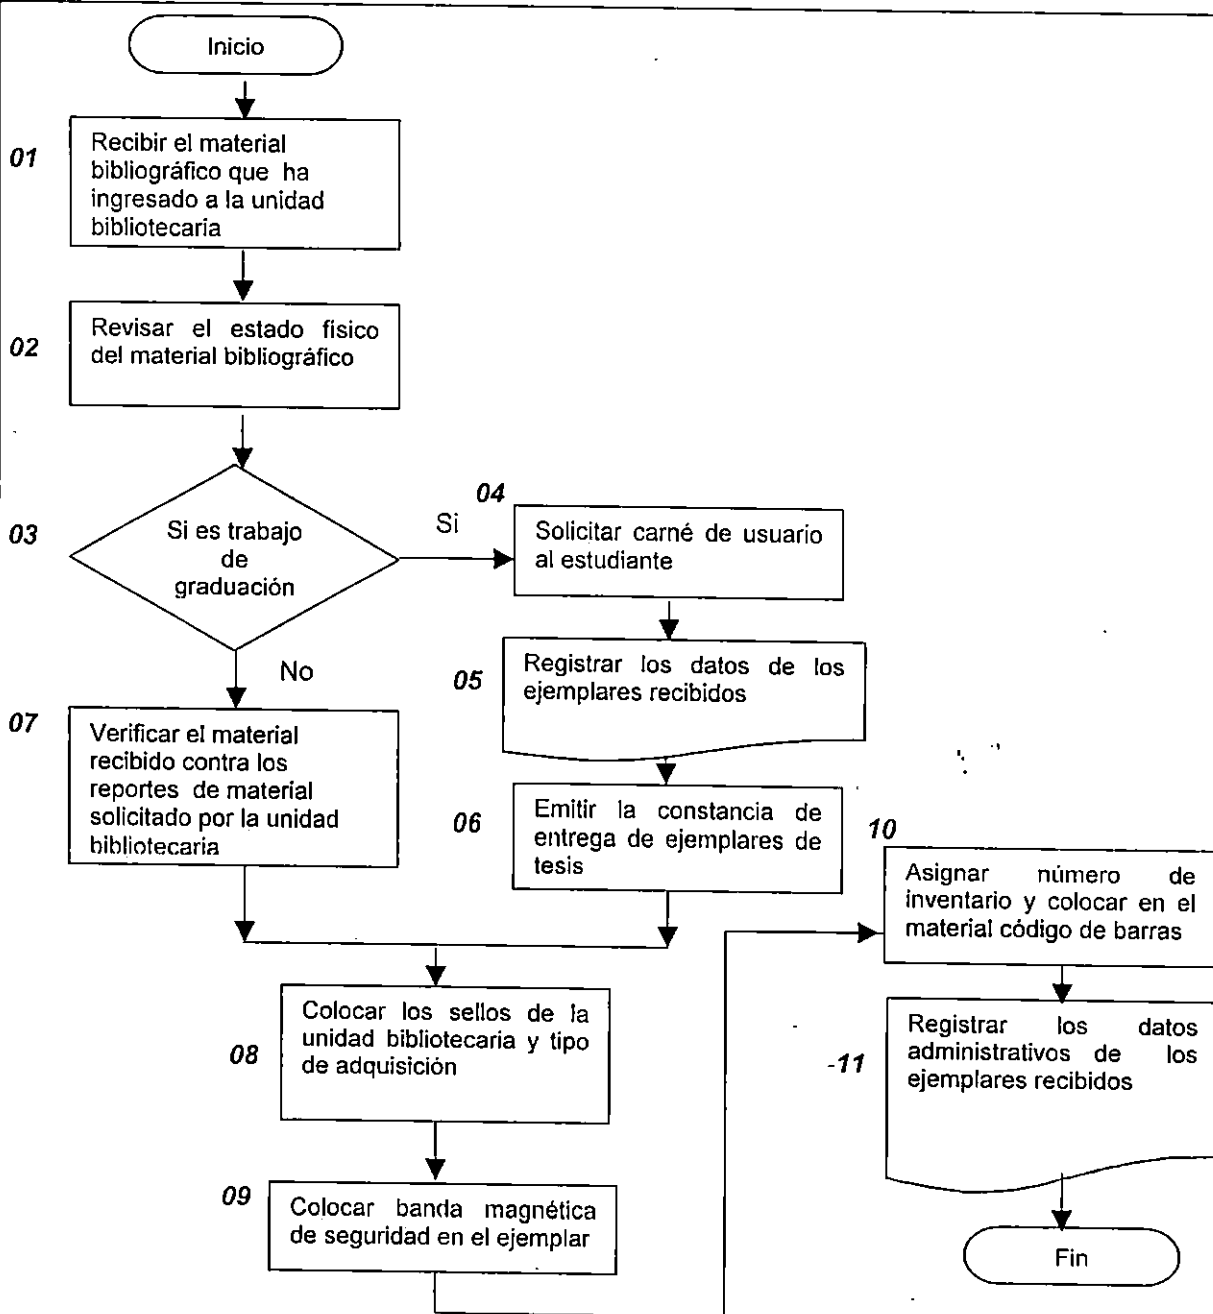 Inicio
01
Recibir el material
bibliográfico que ha
ingresado a la unidad
bibliotecaria
02
Revisar el estado físico
del material bibliográfico
03
Si es trabajo
de
graduación
Si
No
04
Solicitar carné de usuario
al estudiante
05
Registrar los datos de los
ejemplares recibidos
06
Emitir la constancia de
entrega de ejemplares de
tesis
07
Verificar el material
recibido contra los
reportes de material
solicitado por la unidad
bibliotecaria
08
Colocar los sellos de la
unidad bibliotecaria y tipo
de adquisición
09
Colocar banda magnética
de seguridad en el ejemplar
10
Asignar número de
inventario y colocar en el
material código de barras
-11
Registrar los datos
administrativos de los
ejemplares recibidos
Fin